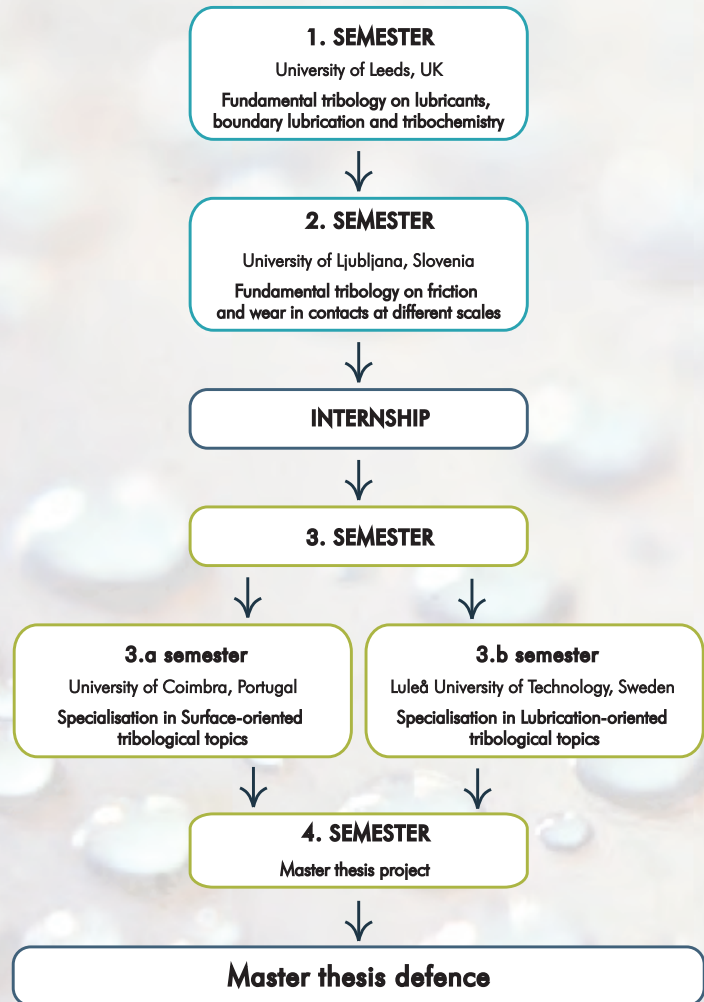 1. SEMESTER
University of Leeds, UK
Fundamental tribology on lubricants,
boundary lubrication and tribochemistry
2. SEMESTER
University of Ljubljana, Slovenia
Fundamental tribology on friction
and wear in contacts at different scales
INTERNSHIP
3. SEMESTER
3.a semester
University of Coimbra, Portugal
Specialisation in Surface-oriented
tribological topics
3.b semester
Luleå University of Technology, Sweden
Specialisation in Lubrication-oriented
tribological topics
4. SEMESTER
Master thesis project
Master thesis defence